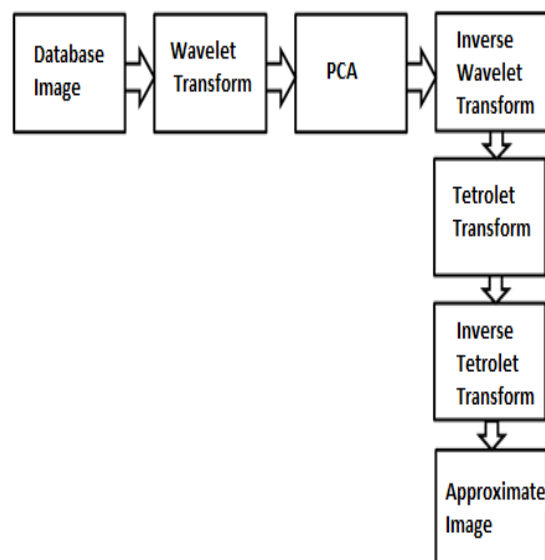 Database
Image
Wavelet
Transform
PCA
Inverse
Wavelet
Transform
Tetrolet
Transform
Inverse
Tetrolet
Transform
Approximate
Image